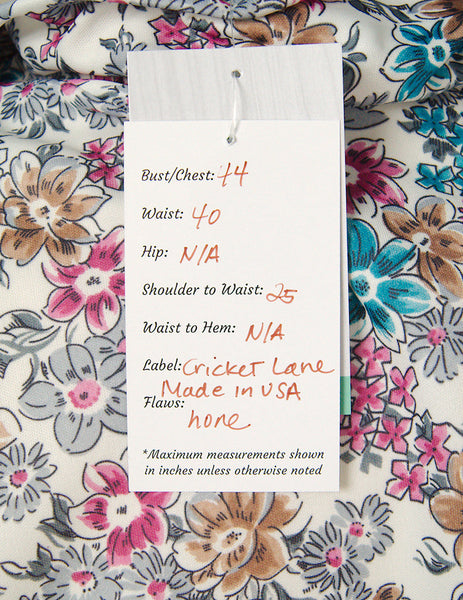 Bust/Chest: 44
Waist: 40
Hip: N/A
Shoulder to Waist: 25
Waist to Hem: N/A
Label: Cricket Lane
Made in USA
Flaws:
none
*Maximum measurements shown
in inches unless otherwise noted